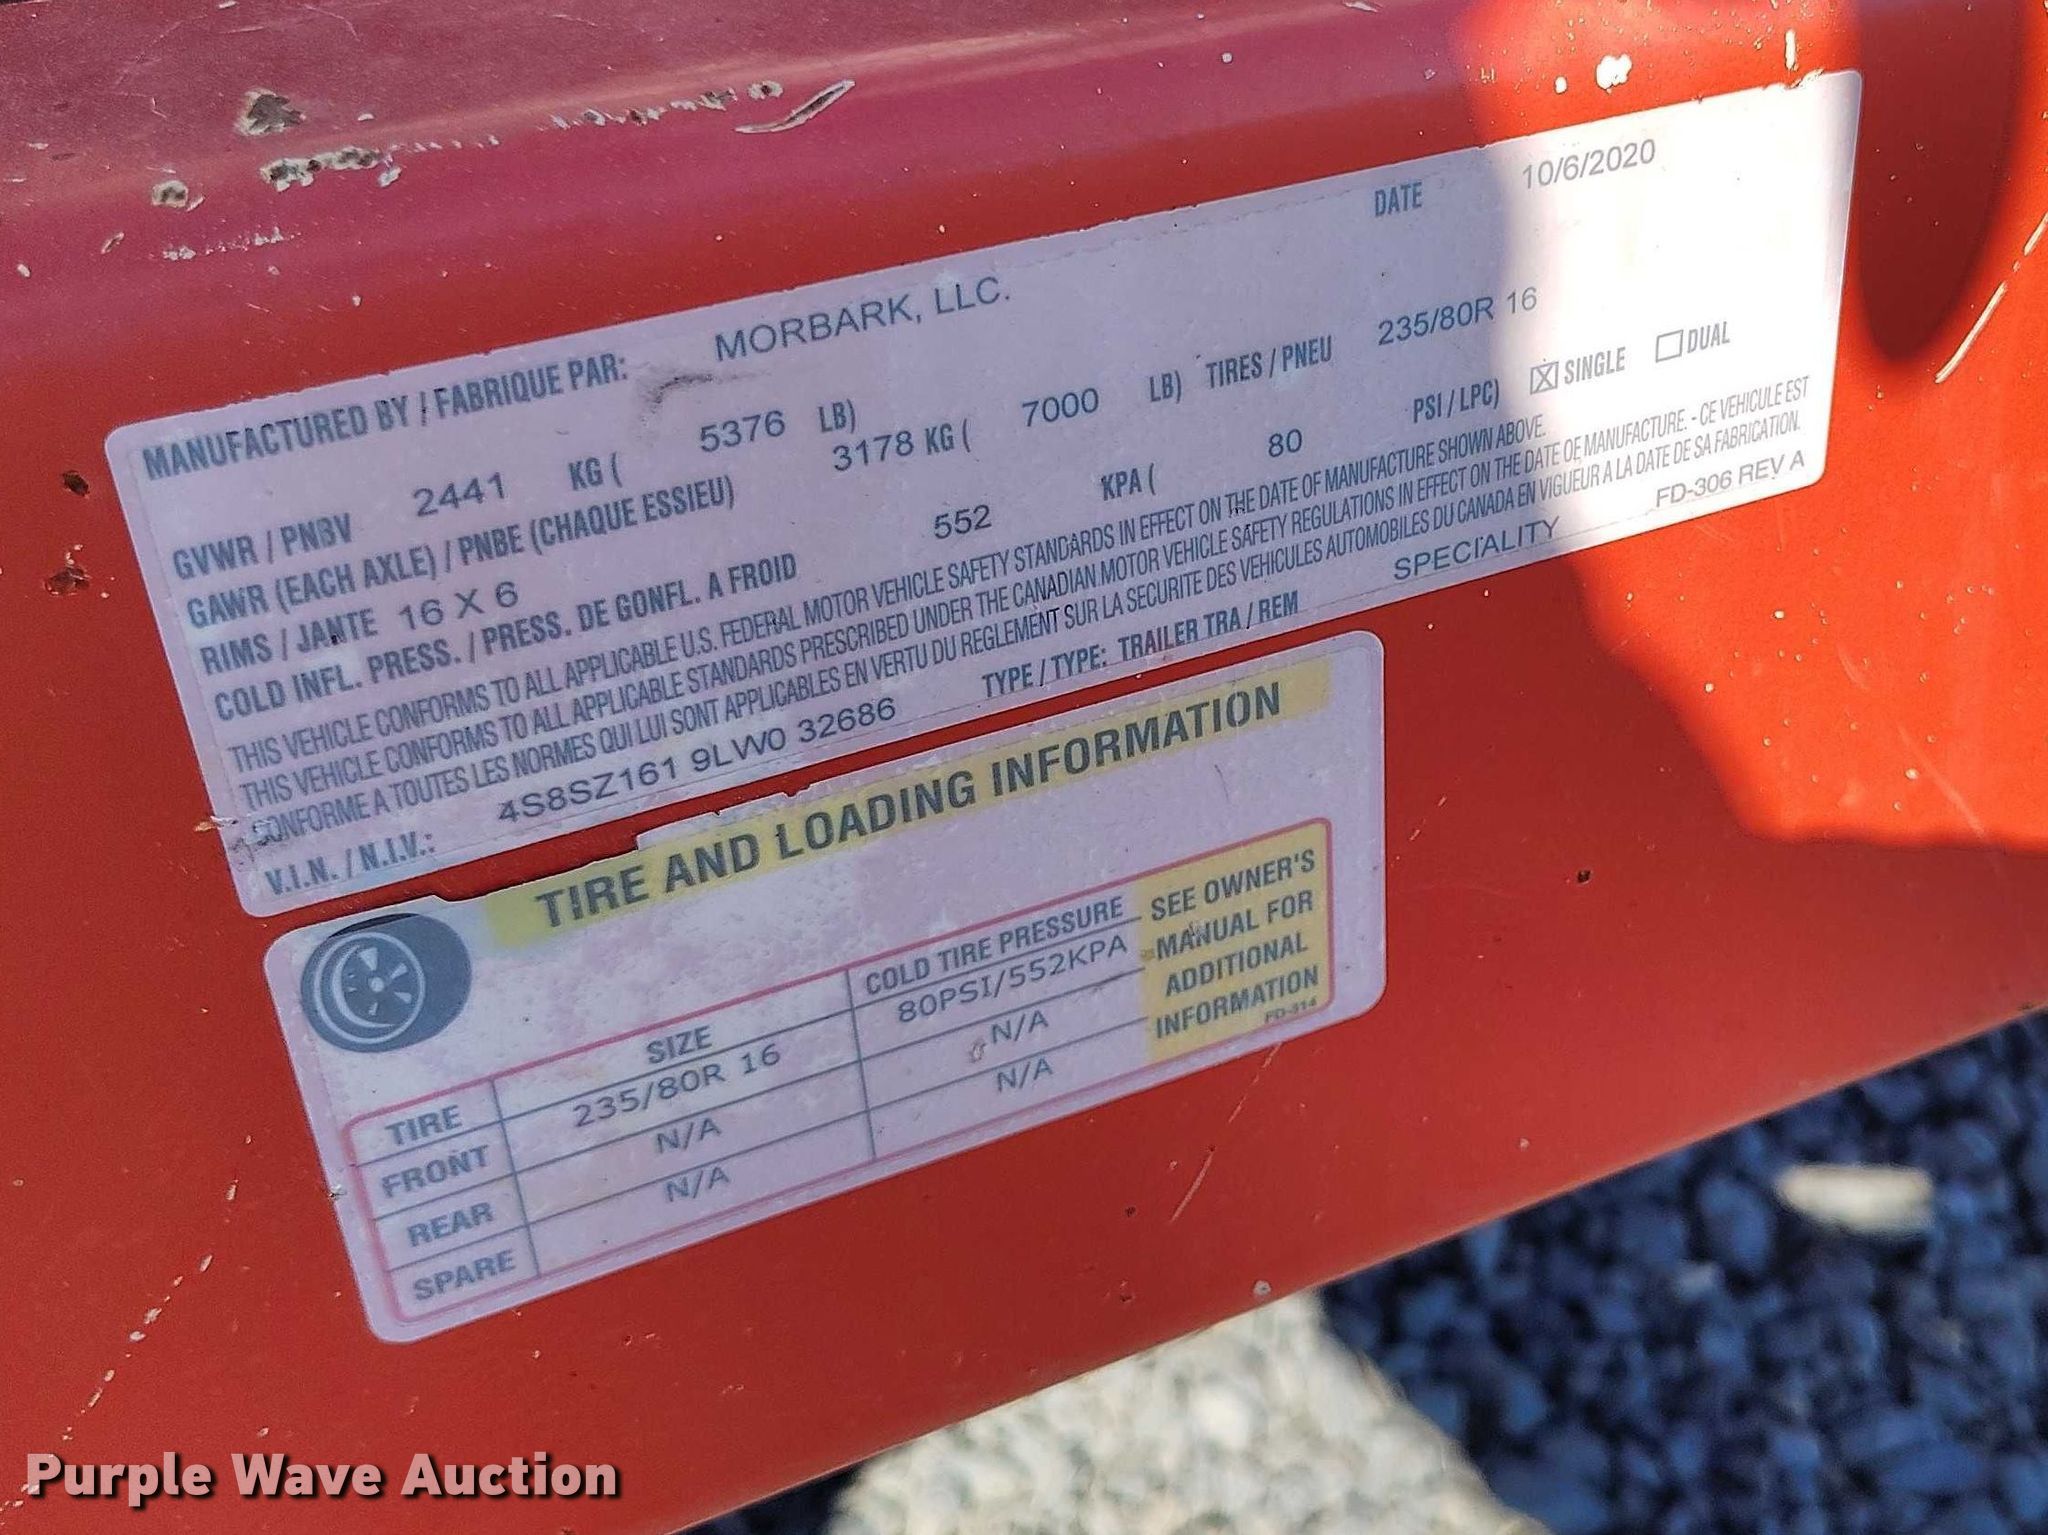 MANUFACTURED BY / FABRIQUE PAR: MORBARK, LLC. DATE 10/6/2020
GVWR / PNBV 2441 KG ( 5376 LB)
GAWR (EACH AXLE) / PNBE (CHAQUE ESSIEU) 3178 KG ( 7000 LB) TIRES / PNEU 235/80R 16
RIMS / JANTE 16 X 6
COLD INFL. PRESS. / PRESS. DE GONFL. A FROID 552 KPA ( 80 PSI / LPC) ☒ SINGLE ☐ DUAL
THIS VEHICLE CONFORMS TO ALL APPLICABLE U.S. FEDERAL MOTOR VEHICLE SAFETY STANDARDS IN EFFECT ON THE DATE OF MANUFACTURE SHOWN ABOVE.
THIS VEHICLE CONFORMS TO ALL APPLICABLE STANDARDS PRESCRIBED UNDER THE CANADIAN MOTOR VEHICLE SAFETY REGULATIONS IN EFFECT ON THE DATE OF MANUFACTURE. - CE VEHICULE EST
CONFORME A TOUTES LES NORMES QUI LUI SONT APPLICABLES EN VERTU DU REGLEMENT SUR LA SECURITE DES VEHICULES AUTOMOBILES DU CANADA EN VIGUEUR A LA DATE DE SA FABRICATION.
V.I.N. / N.I.V.: 4S8SZ161 9LW0 32686 TYPE / TYPE: TRAILER TRA / REM SPECIALITY FD-306 REV A
TIRE AND LOADING INFORMATION
TIRE SIZE COLD TIRE PRESSURE
FRONT 235/80R 16 80PSI/552KPA
REAR N/A N/A
SPARE N/A N/A
SEE OWNER'S
MANUAL FOR
ADDITIONAL
INFORMATION
FD-314
Purple Wave Auction